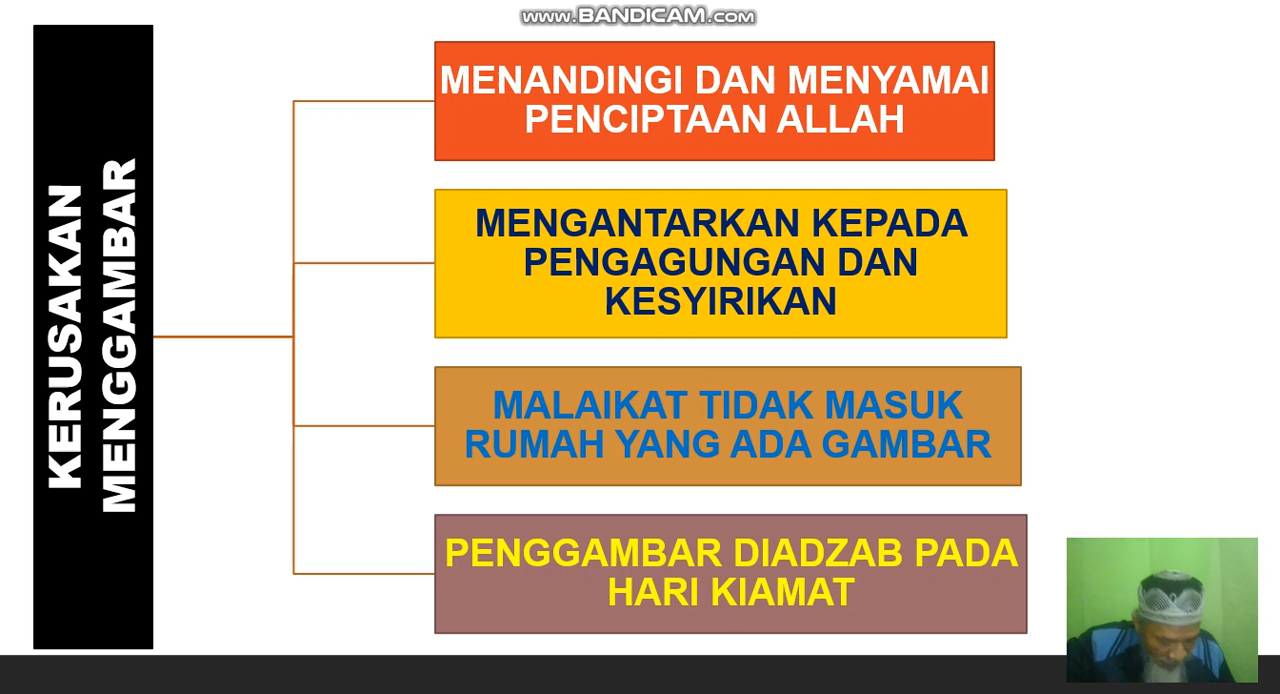 www.BANDICAM.com
KERUSAKAN
MENGGAMBAR
MENANDINGI DAN MENYAMAI
PENCIPTAAN ALLAH
MENGANTARKAN KEPADA
PENGAGUNGAN DAN
KESYIRIKAN
MALAIKAT TIDAK MASUK
RUMAH YANG ADA GAMBAR
PENGGAMBAR DIADZAB PADA
HARI KIAMAT